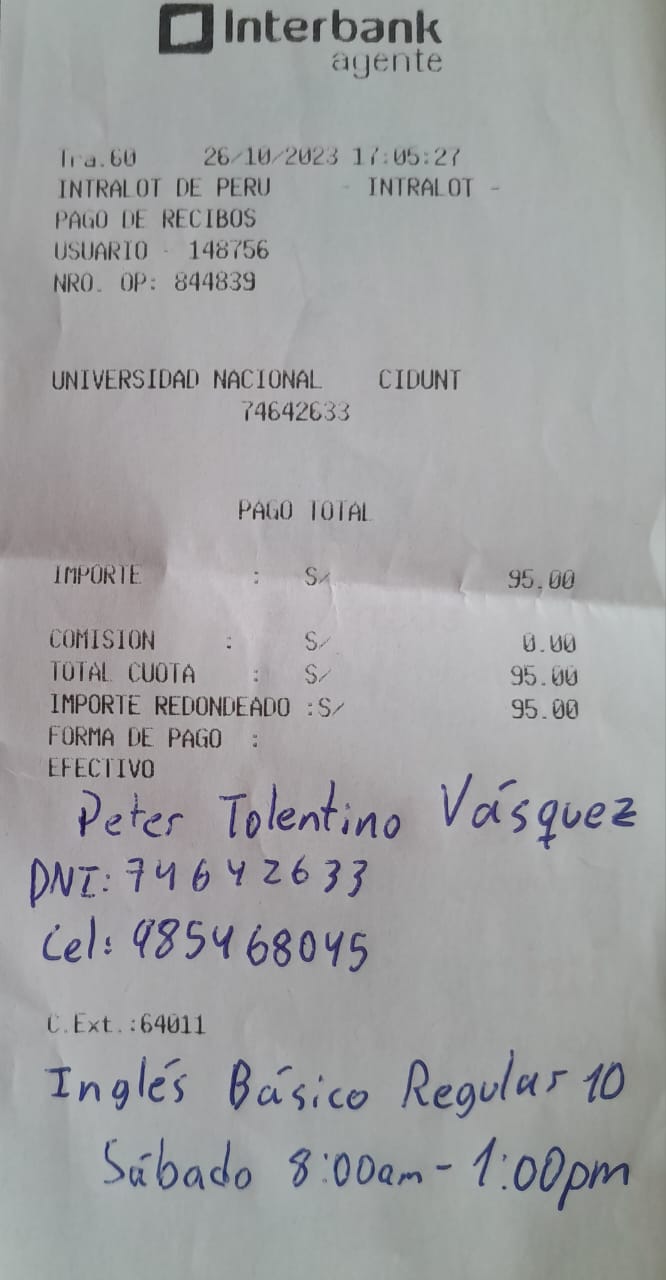 Interbank
agente
Tra.60 26/10/2023 17:05:27
INTRALOT DE PERU - INTRALOT -
PAGO DE RECIBOS
USUARIO - 148756
NRO. OP: 844839
UNIVERSIDAD NACIONAL CIDUNT
74642633
PAGO TOTAL
IMPORTE : S/ 95.00
COMISION : S/ 0.00
TOTAL CUOTA : S/ 95.00
IMPORTE REDONDEADO :S/ 95.00
FORMA DE PAGO :
EFECTIVO
Peter Tolentino Vásquez
DNI: 74642633
Cel: 985468045
C.Ext.:64011
Inglés Básico Regular 10
Sábado 8:00am - 1:00pm